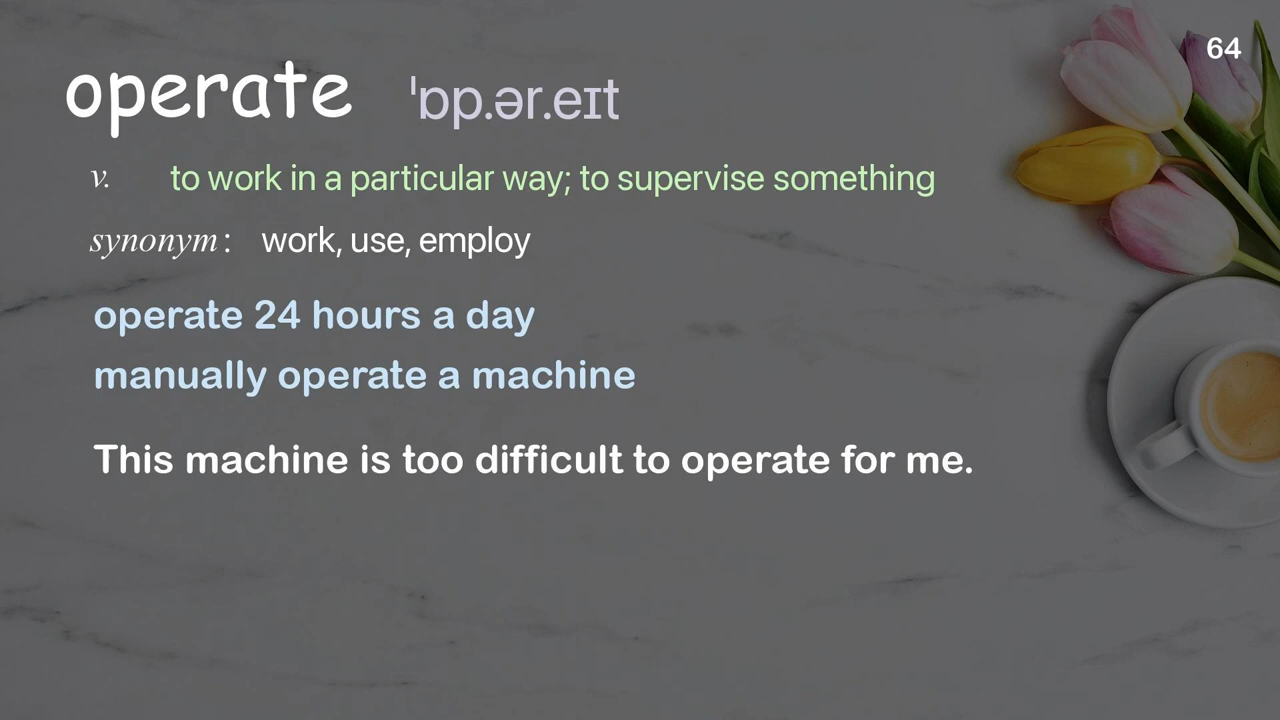 64
operate ˈɒp.ər.eɪt
v. to work in a particular way; to supervise something
synonym: work, use, employ
operate 24 hours a day
manually operate a machine
This machine is too difficult to operate for me.